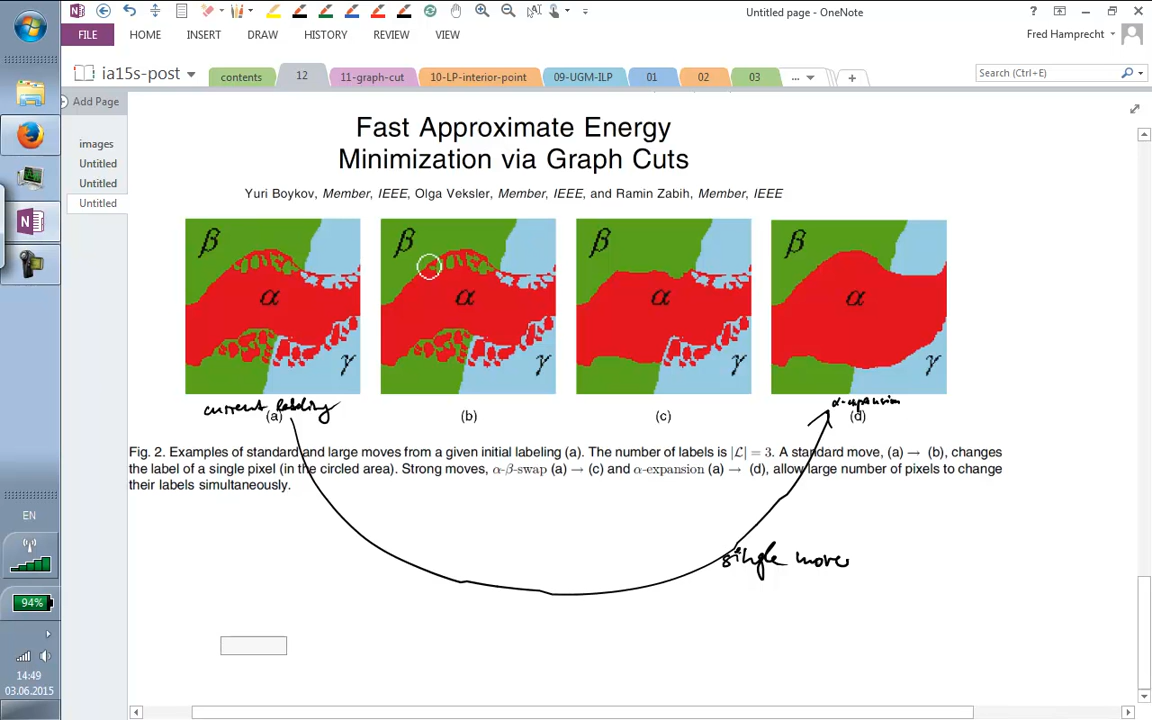 Untitled page - OneNote
FILE HOME INSERT DRAW HISTORY REVIEW VIEW
Fred Hamprecht
ia15s-post
contents 12 11-graph-cut 10-LP-interior-point 09-UGM-ILP 01 02 03 ...
Search (Ctrl+E)
Add Page
images
Untitled
Untitled
Untitled
Fast Approximate Energy
Minimization via Graph Cuts
Yuri Boykov, Member, IEEE, Olga Veksler, Member, IEEE, and Ramin Zabih, Member, IEEE
β β β β
α α α α
γ γ γ γ
current labeling α-expansion
(a) (b) (c) (d)
Fig. 2. Examples of standard and large moves from a given initial labeling (a). The number of labels is |ℒ| = 3. A standard move, (a) → (b), changes
the label of a single pixel (in the circled area). Strong moves, α-β-swap (a) → (c) and α-expansion (a) → (d), allow large number of pixels to change
their labels simultaneously.
single move
EN
94%
14:49
03.06.2015